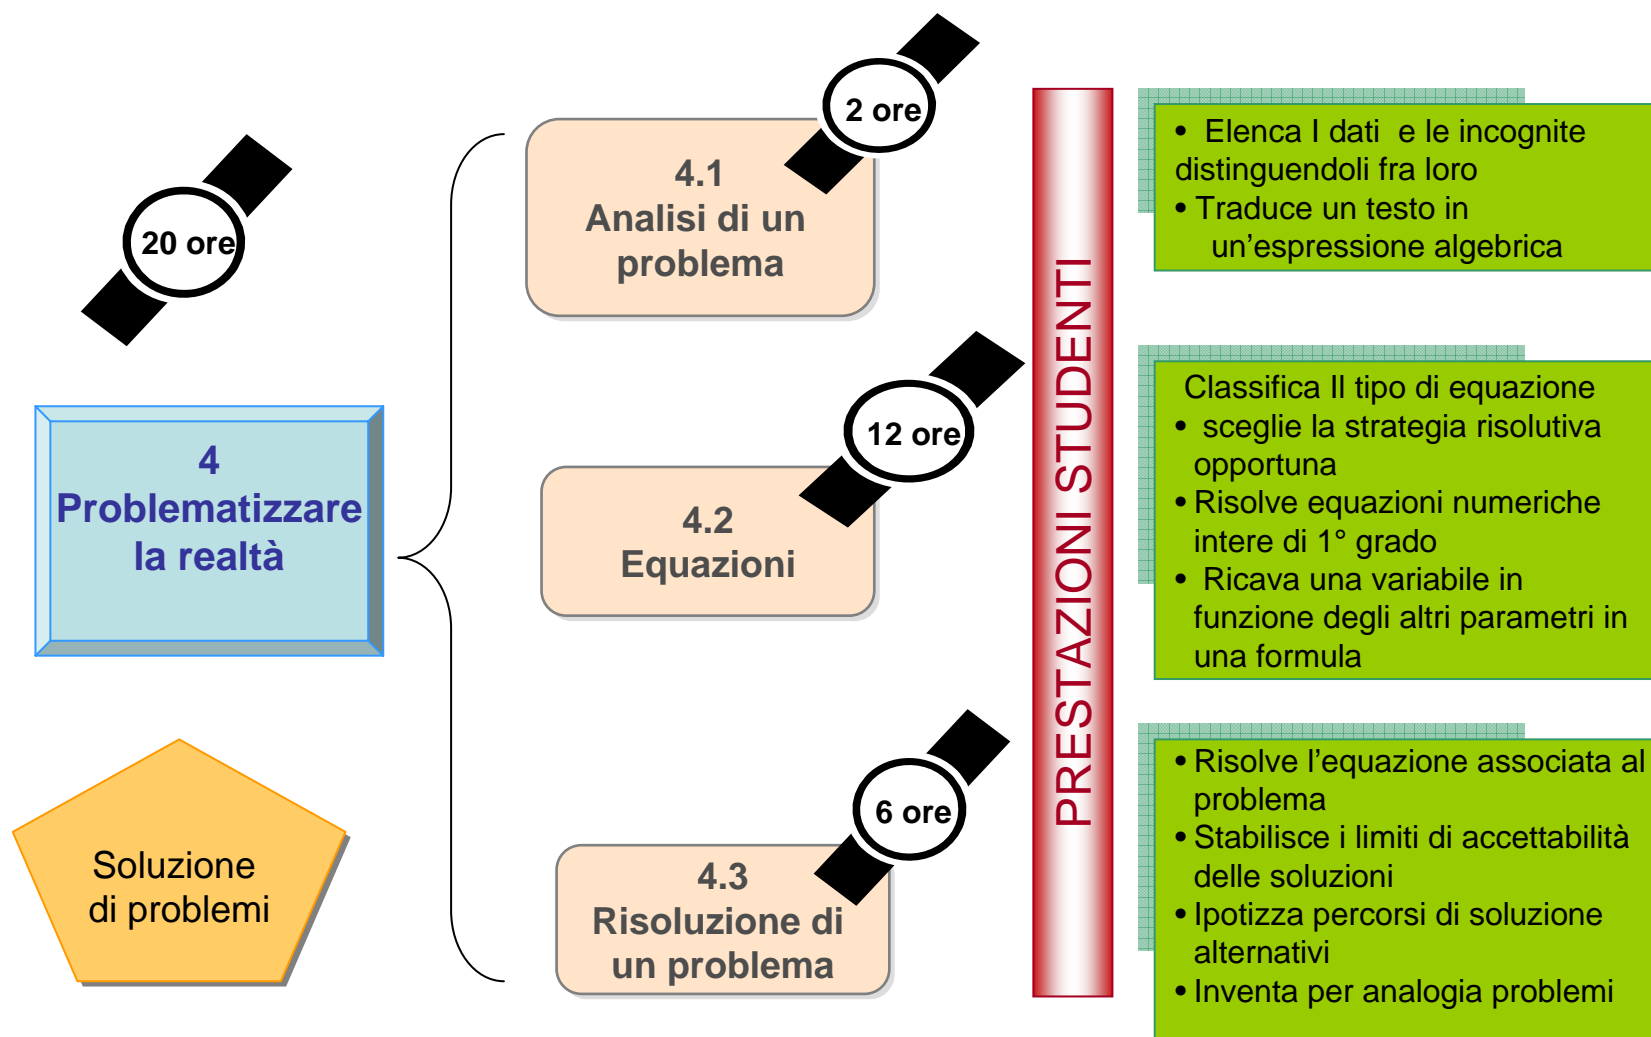 20 ore
4
Problematizzare
la realtà
Soluzione
di problemi
2 ore
4.1
Analisi di un
problema
12 ore
4.2
Equazioni
6 ore
4.3
Risoluzione di
un problema
PRESTAZIONI STUDENTI
• Elenca I dati e le incognite
distinguendoli fra loro
• Traduce un testo in
un’espressione algebrica
Classifica Il tipo di equazione
• sceglie la strategia risolutiva
opportuna
• Risolve equazioni numeriche
intere di 1° grado
• Ricava una variabile in
funzione degli altri parametri in
una formula
• Risolve l’equazione associata al
problema
• Stabilisce i limiti di accettabilità
delle soluzioni
• Ipotizza percorsi di soluzione
alternativi
• Inventa per analogia problemi